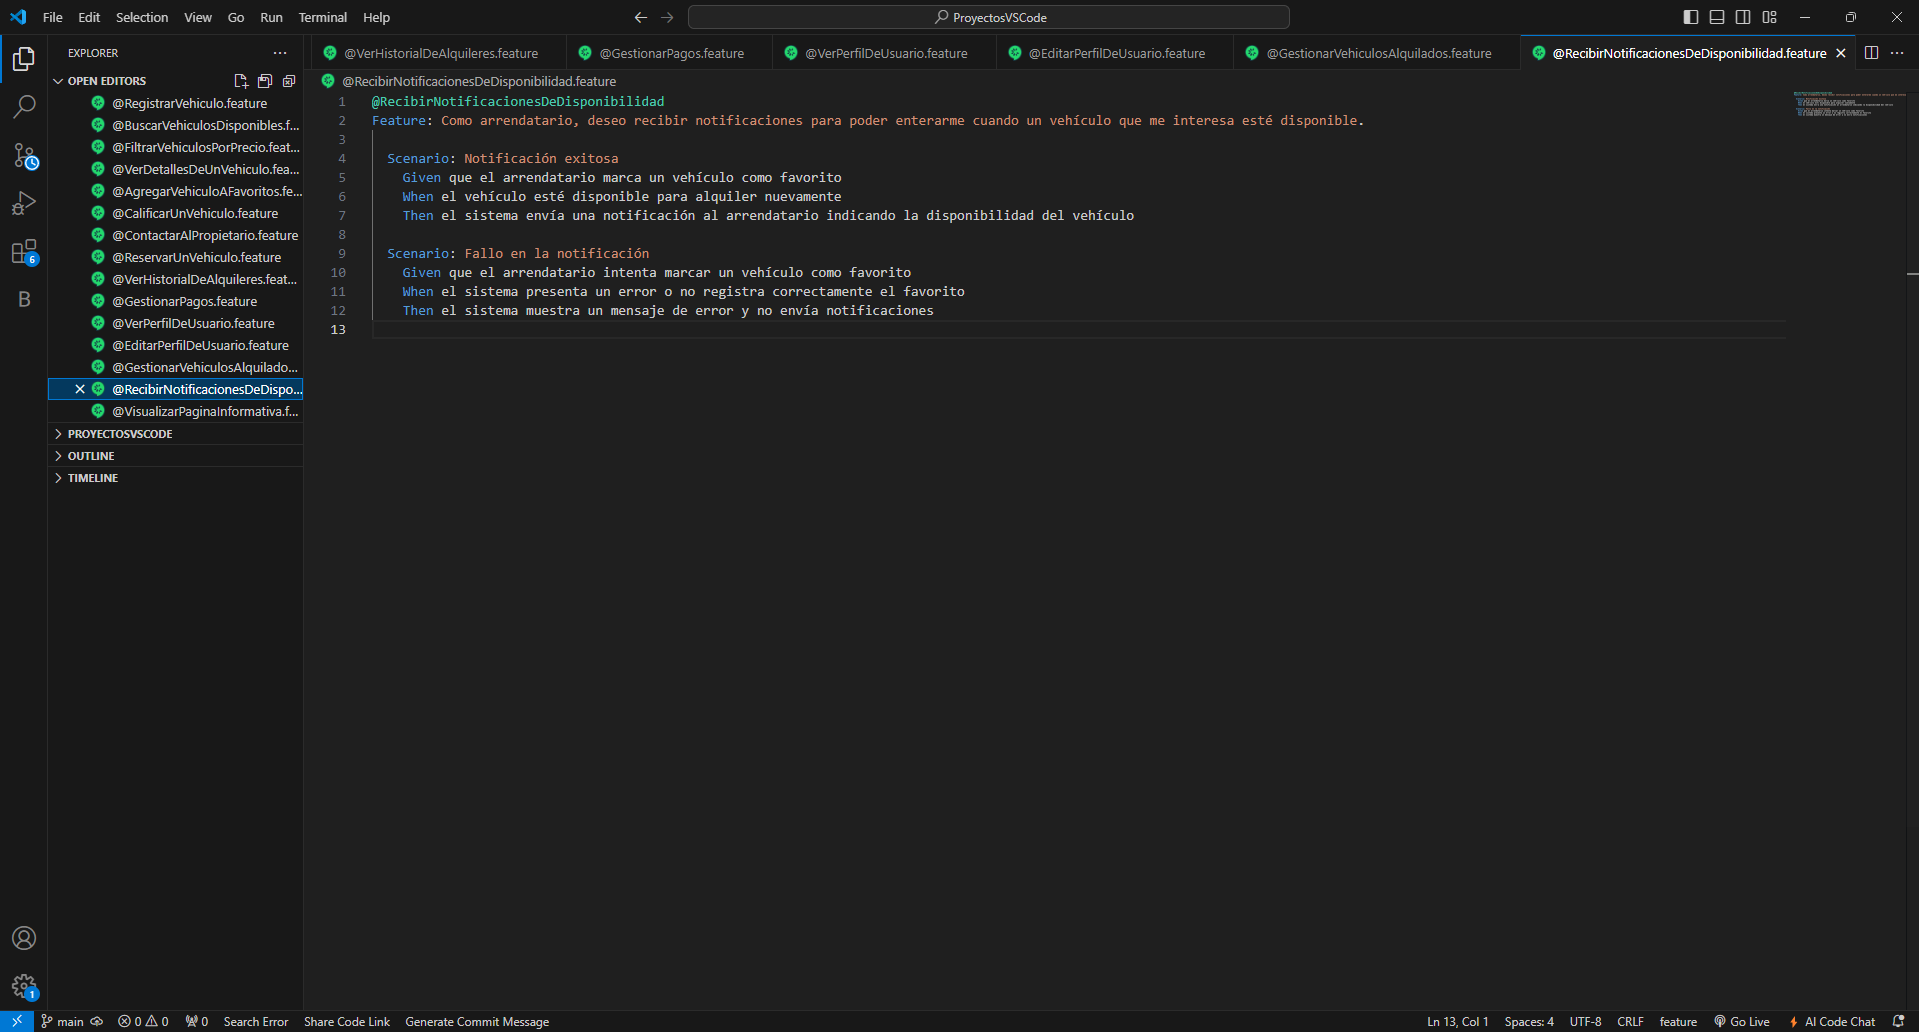 File Edit Selection View Go Run Terminal Help
ProyectosVSCode
EXPLORER
@VerHistorialDeAlquileres.feature
@GestionarPagos.feature
@VerPerfilDeUsuario.feature
@EditarPerfilDeUsuario.feature
@GestionarVehiculosAlquilados.feature
@RecibirNotificacionesDeDisponibilidad.feature
OPEN EDITORS
@RegistrarVehiculo.feature
@BuscarVehiculosDisponibles.f...
@FiltrarVehiculosPorPrecio.feat...
@VerDetallesDeUnVehiculo.fea...
@AgregarVehiculoAFavoritos.fe...
@CalificarUnVehiculo.feature
@ContactarAlPropietario.feature
@ReservarUnVehiculo.feature
@VerHistorialDeAlquileres.feat...
@GestionarPagos.feature
@VerPerfilDeUsuario.feature
@EditarPerfilDeUsuario.feature
@GestionarVehiculosAlquilado...
@RecibirNotificacionesDeDispo...
@VisualizarPaginaInformativa.f...
PROYECTOSVSCODE
OUTLINE
TIMELINE
6
B
1
@RecibirNotificacionesDeDisponibilidad.feature
1 @RecibirNotificacionesDeDisponibilidad
2 Feature: Como arrendatario, deseo recibir notificaciones para poder enterarme cuando un vehículo que me interesa esté disponible.
3
4 Scenario: Notificación exitosa
5 Given que el arrendatario marca un vehículo como favorito
6 When el vehículo esté disponible para alquiler nuevamente
7 Then el sistema envía una notificación al arrendatario indicando la disponibilidad del vehículo
8
9 Scenario: Fallo en la notificación
10 Given que el arrendatario intenta marcar un vehículo como favorito
11 When el sistema presenta un error o no registra correctamente el favorito
12 Then el sistema muestra un mensaje de error y no envía notificaciones
13
main 0 0 0 Search Error Share Code Link Generate Commit Message
Ln 13, Col 1 Spaces: 4 UTF-8 CRLF feature Go Live AI Code Chat